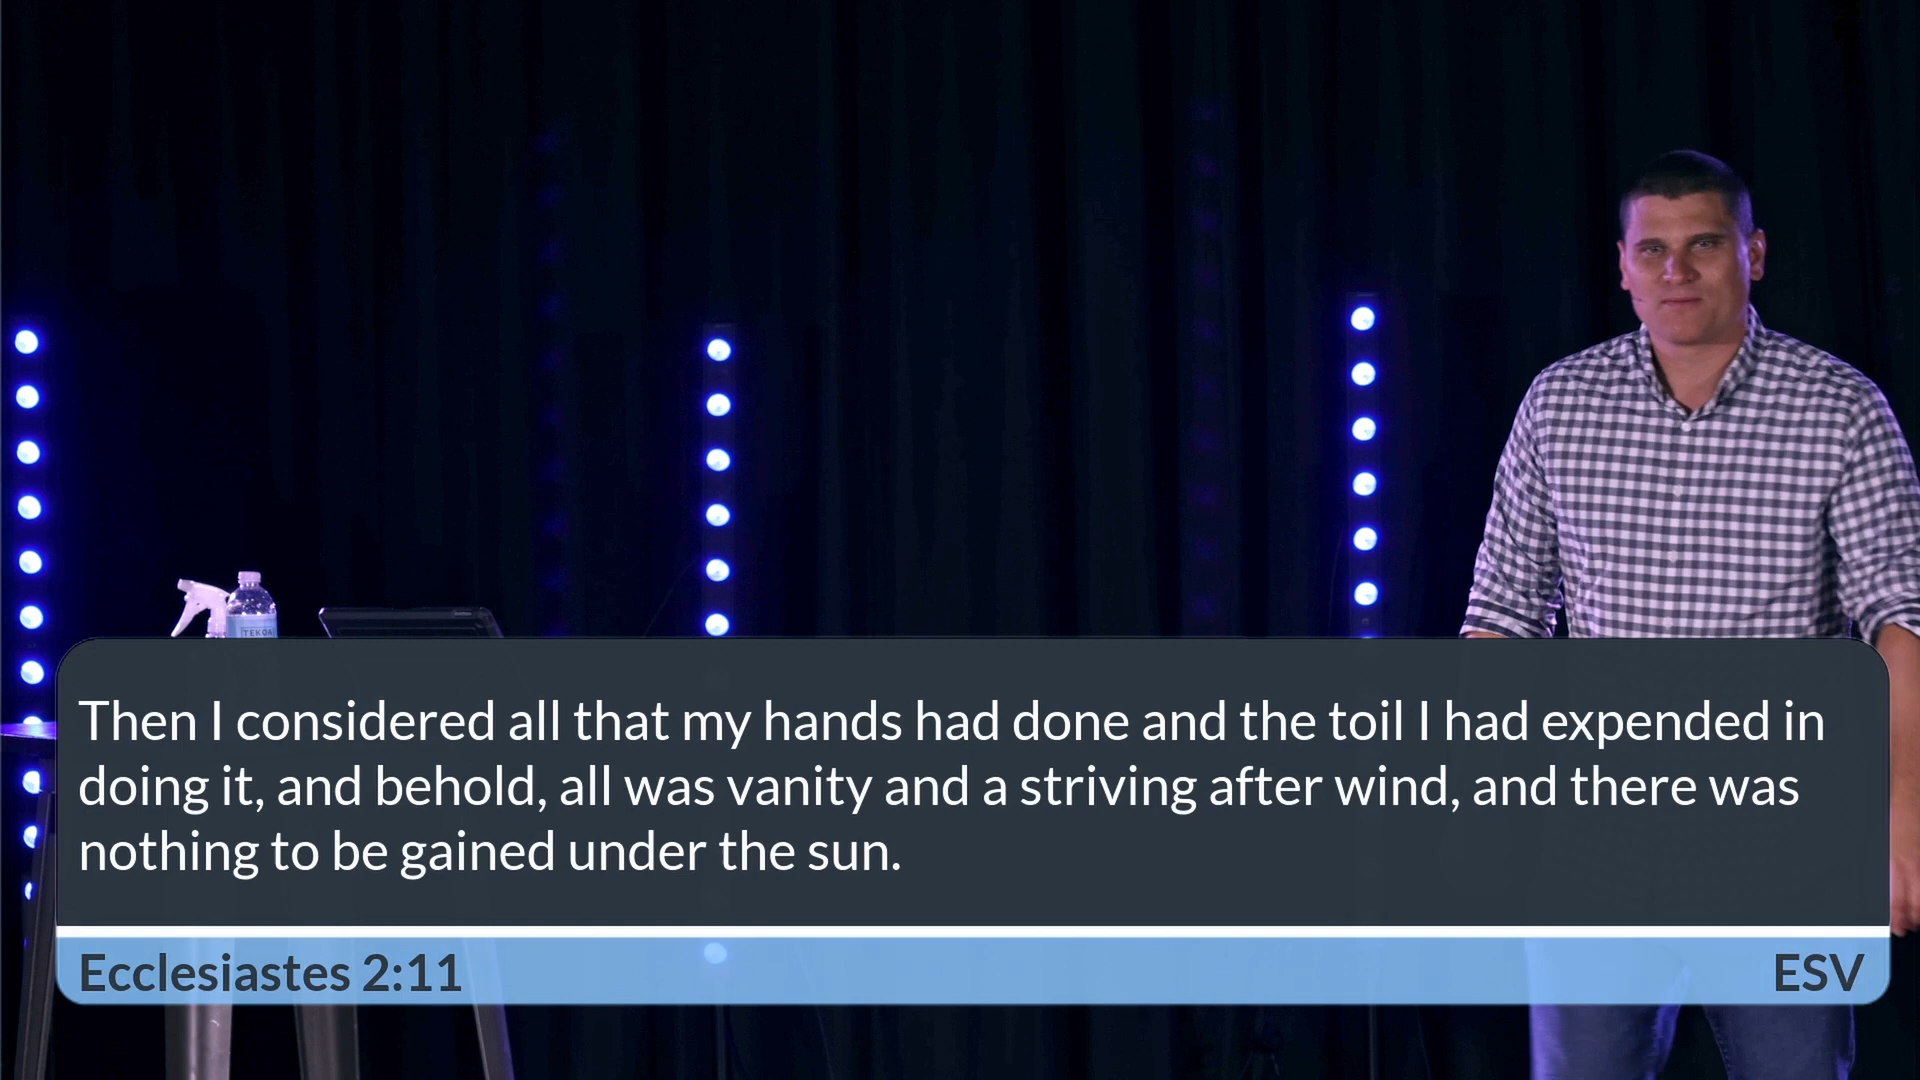 TEKOA
Then I considered all that my hands had done and the toil I had expended in
doing it, and behold, all was vanity and a striving after wind, and there was
nothing to be gained under the sun.
Ecclesiastes 2:11 ESV